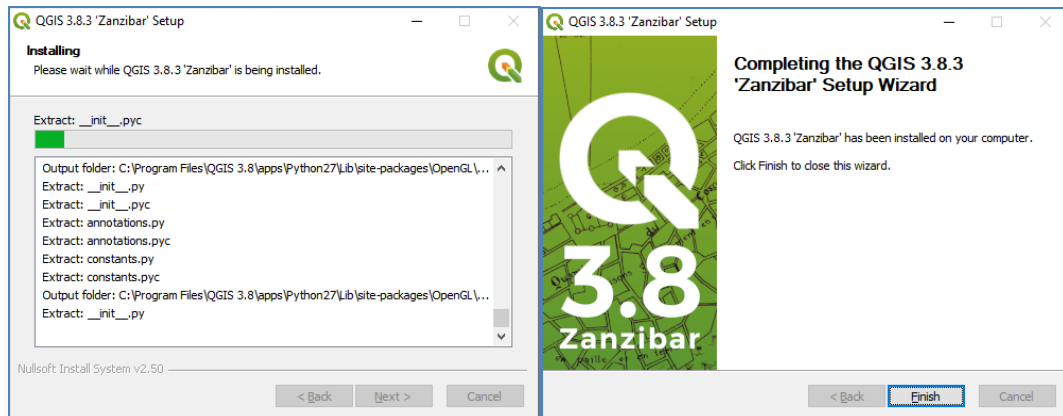 QGIS 3.8.3 'Zanzibar' Setup
Installing
Please wait while QGIS 3.8.3 'Zanzibar' is being installed.
Extract: __init__.pyc
Output folder: C:\Program Files\QGIS 3.8\apps\Python27\Lib\site-packages\OpenGL\...
Extract: __init__.py
Extract: __init__.pyc
Extract: annotations.py
Extract: annotations.pyc
Extract: constants.py
Extract: constants.pyc
Output folder: C:\Program Files\QGIS 3.8\apps\Python27\Lib\site-packages\OpenGL\...
Extract: __init__.py
Nullsoft Install System v2.50
< Back Next > Cancel
QGIS 3.8.3 'Zanzibar' Setup
3.8
Zanzibar
Completing the QGIS 3.8.3
'Zanzibar' Setup Wizard
QGIS 3.8.3 'Zanzibar' has been installed on your computer.
Click Finish to close this wizard.
< Back Finish Cancel